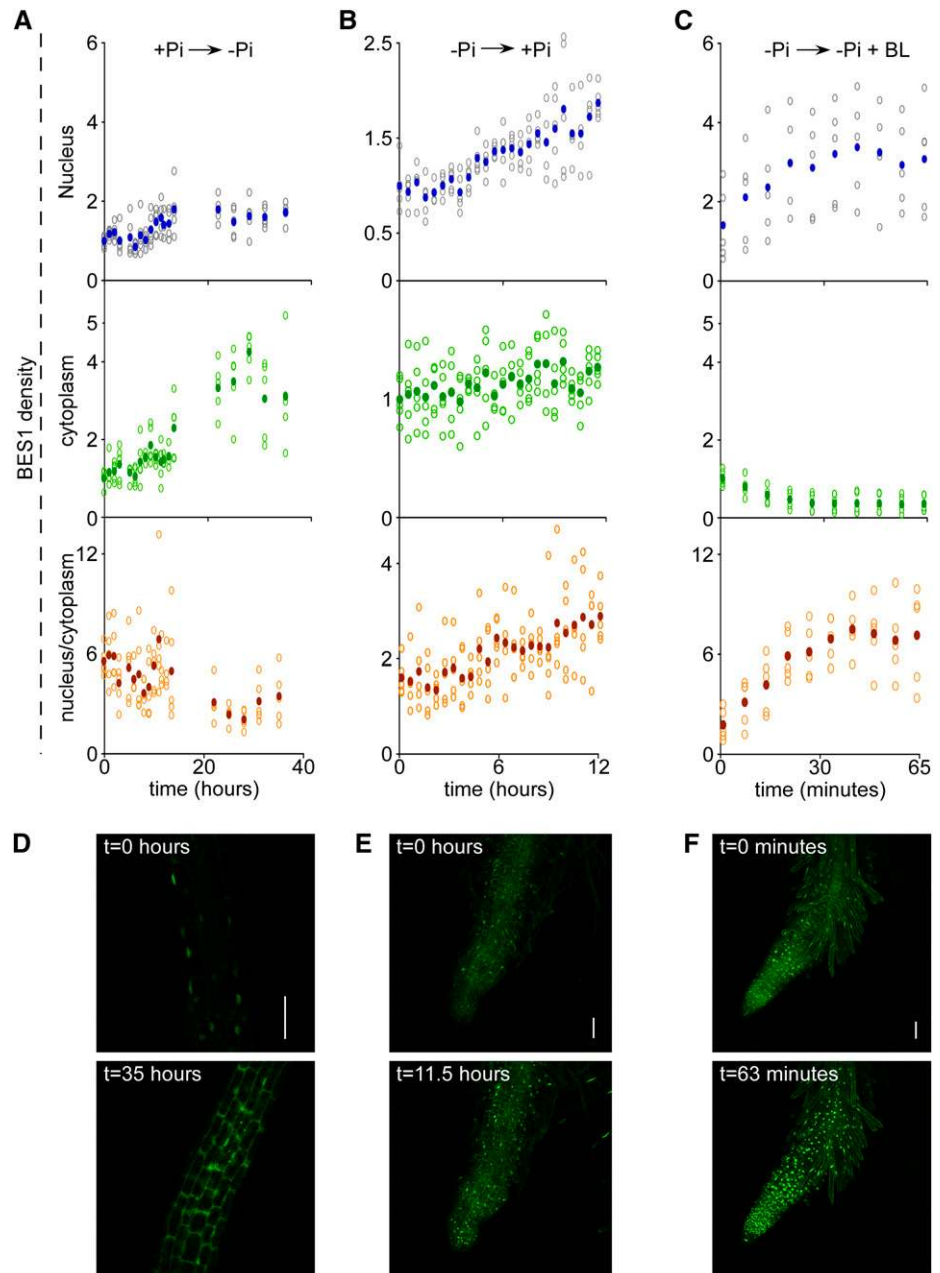 A
B
C
+Pi → -Pi
-Pi → +Pi
-Pi → -Pi + BL
BES1 density
Nucleus
6
4
2
0
2.5
1.5
0.5
0
6
4
2
0
cytoplasm
5
4
2
0
1
0
5
4
2
0
nucleus/cytoplasm
12
6
0
4
2
0
12
6
0
0 20 40
0 6 12
0 30 65
time (hours)
time (hours)
time (minutes)
D
E
F
t=0 hours
t=0 hours
t=0 minutes
t=35 hours
t=11.5 hours
t=63 minutes